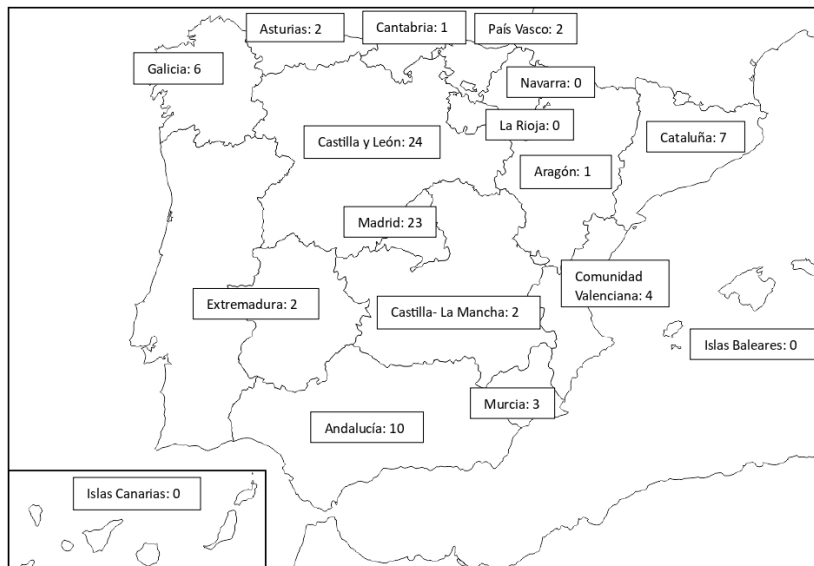 Asturias: 2
Cantabria: 1
País Vasco: 2
Galicia: 6
Navarra: 0
La Rioja: 0
Castilla y León: 24
Cataluña: 7
Aragón: 1
Madrid: 23
Comunidad
Valenciana: 4
Extremadura: 2
Castilla- La Mancha: 2
Islas Baleares: 0
Murcia: 3
Andalucía: 10
Islas Canarias: 0